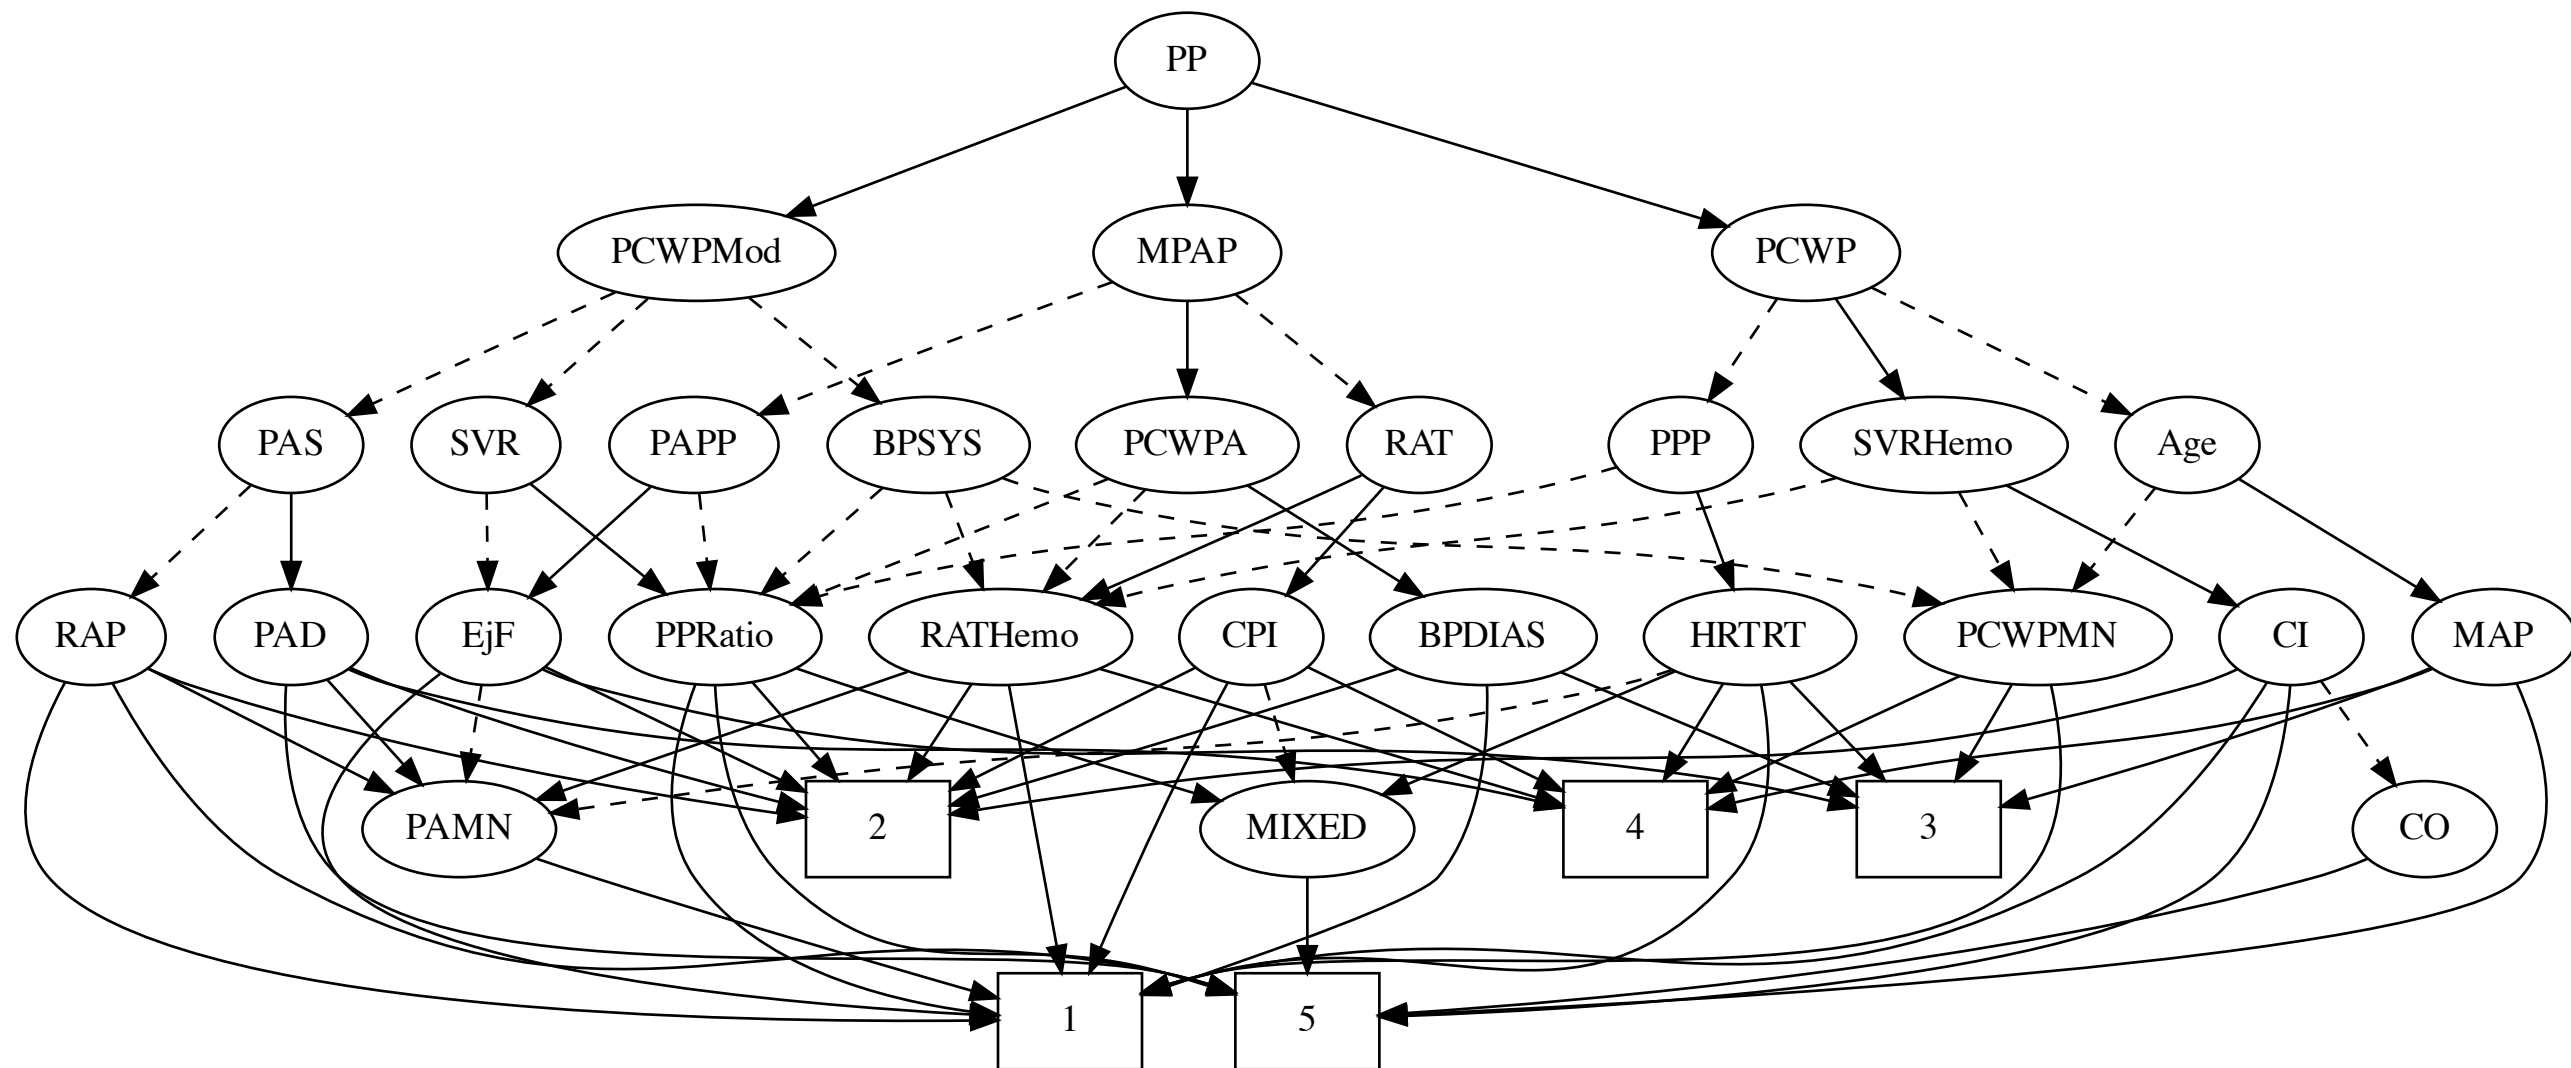 PP
PCWPMod
MPAP
PCWP
PAS
SVR
PAPP
BPSYS
PCWPA
RAT
PPP
SVRHemo
Age
RAP
PAD
EjF
PPRatio
RATHemo
CPI
BPDIAS
HRTRT
PCWPMN
CI
MAP
PAMN
2
MIXED
4
3
CO
1
5